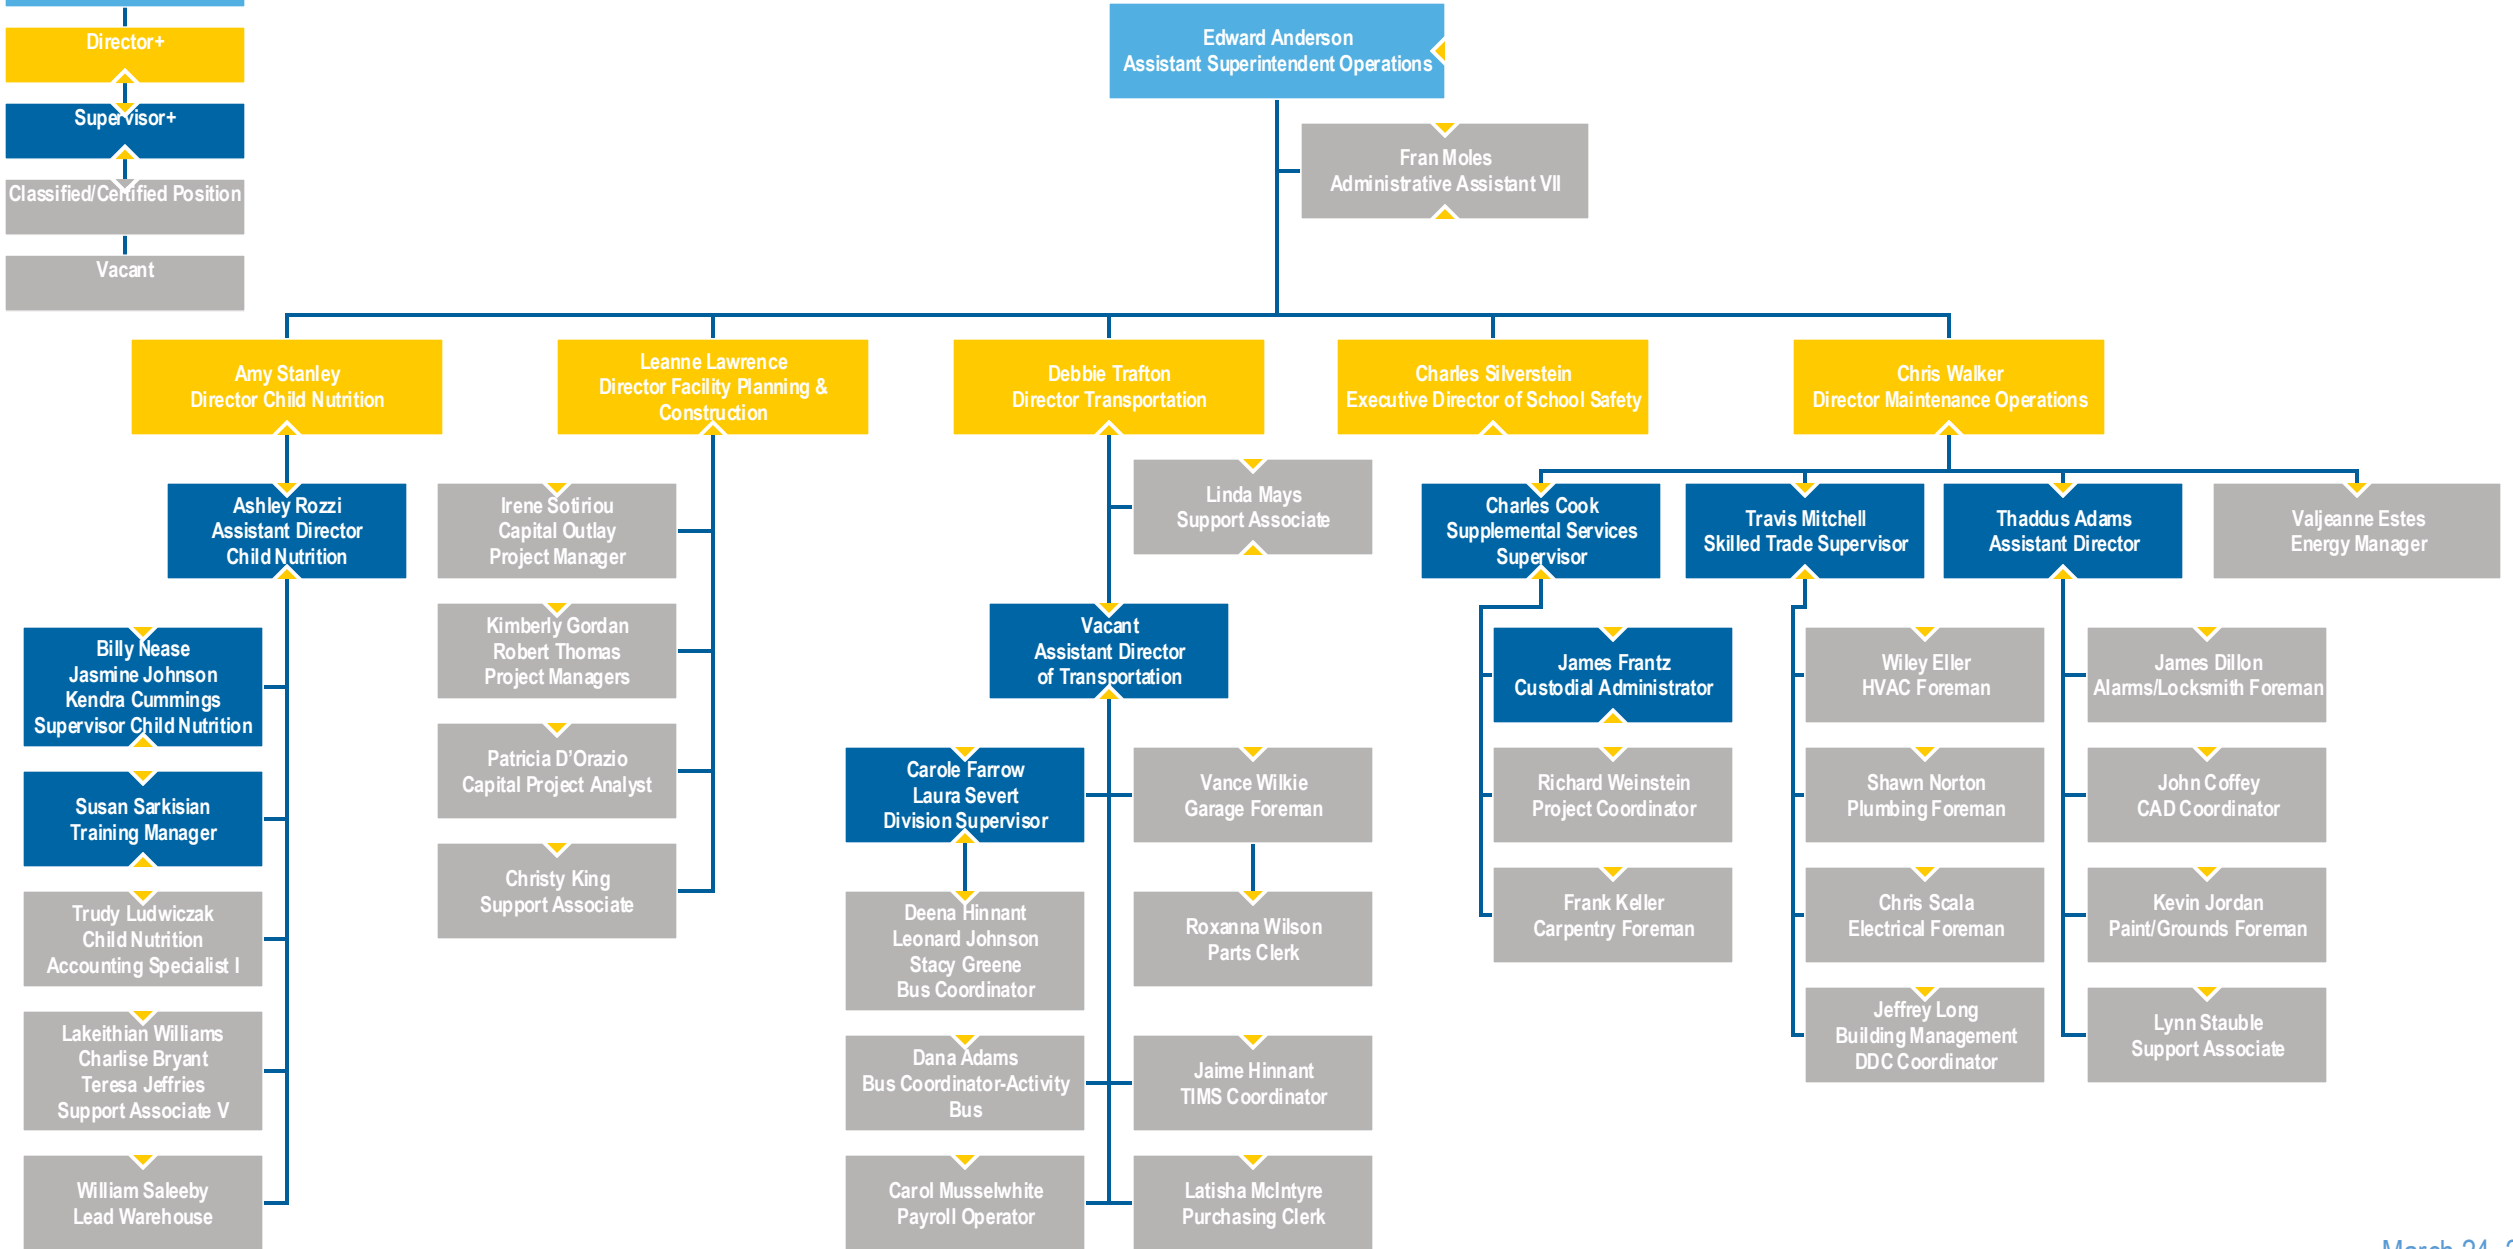 Director+
Supervisor+
Classified/Certified Position
Vacant
Edward Anderson
Assistant Superintendent Operations
Fran Moles
Administrative Assistant VII
Amy Stanley
Director Child Nutrition
Leanne Lawrence
Director Facility Planning &
Construction
Debbie Trafton
Director Transportation
Charles Silverstein
Executive Director of School Safety
Chris Walker
Director Maintenance Operations
Ashley Rozzi
Assistant Director
Child Nutrition
Billy Nease
Jasmine Johnson
Kendra Cummings
Supervisor Child Nutrition
Susan Sarkisian
Training Manager
Trudy Ludwiczak
Child Nutrition
Accounting Specialist I
Lakeithian Williams
Charlise Bryant
Teresa Jeffries
Support Associate V
William Saleeby
Lead Warehouse
Irene Sotiriou
Capital Outlay
Project Manager
Kimberly Gordan
Robert Thomas
Project Managers
Patricia D’Orazio
Capital Project Analyst
Christy King
Support Associate
Linda Mays
Support Associate
Vacant
Assistant Director
of Transportation
Carole Farrow
Laura Severt
Division Supervisor
Vance Wilkie
Garage Foreman
Deena Hinnant
Leonard Johnson
Stacy Greene
Bus Coordinator
Roxanna Wilson
Parts Clerk
Dana Adams
Bus Coordinator-Activity
Bus
Jaime Hinnant
TIMS Coordinator
Carol Musselwhite
Payroll Operator
Latisha McIntyre
Purchasing Clerk
Charles Cook
Supplemental Services
Supervisor
James Frantz
Custodial Administrator
Richard Weinstein
Project Coordinator
Frank Keller
Carpentry Foreman
Travis Mitchell
Skilled Trade Supervisor
Wiley Eller
HVAC Foreman
Shawn Norton
Plumbing Foreman
Chris Scala
Electrical Foreman
Jeffrey Long
Building Management
DDC Coordinator
Thaddus Adams
Assistant Director
James Dillon
Alarms/Locksmith Foreman
John Coffey
CAD Coordinator
Kevin Jordan
Paint/Grounds Foreman
Lynn Stauble
Support Associate
Valjeanne Estes
Energy Manager
March 24,